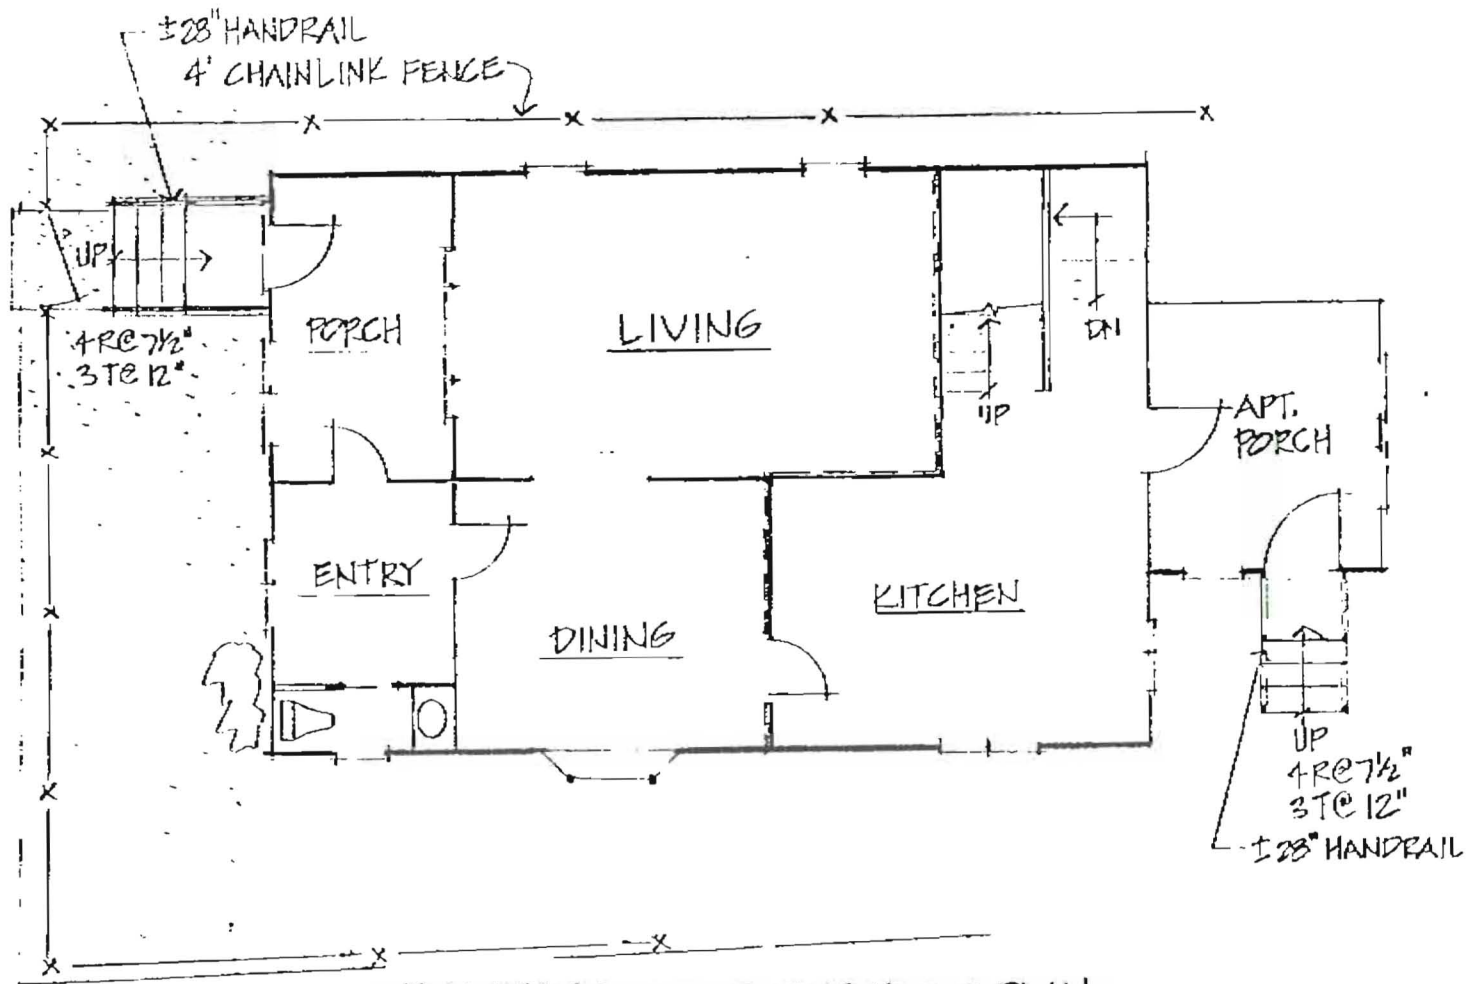 ±28" HANDRAIL
4' CHAINLINK FENCE
UP
4R@7½"
3T@12"
PORCH
LIVING
UP
DN
APT.
PORCH
ENTRY
DINING
KITCHEN
UP
4R@7½"
3T@12"
±28" HANDRAIL